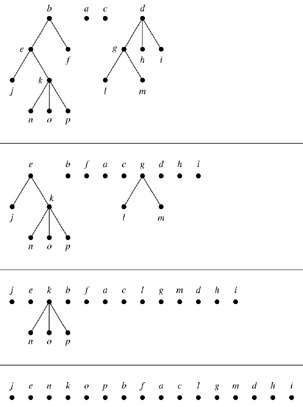 b a c d
e f g h i
j k l m
n o p
e b f a c g d h i
j k l m
n o p
j e k b f a c l g m d h i
n o p
j e n k o p b f a c l g m d h i